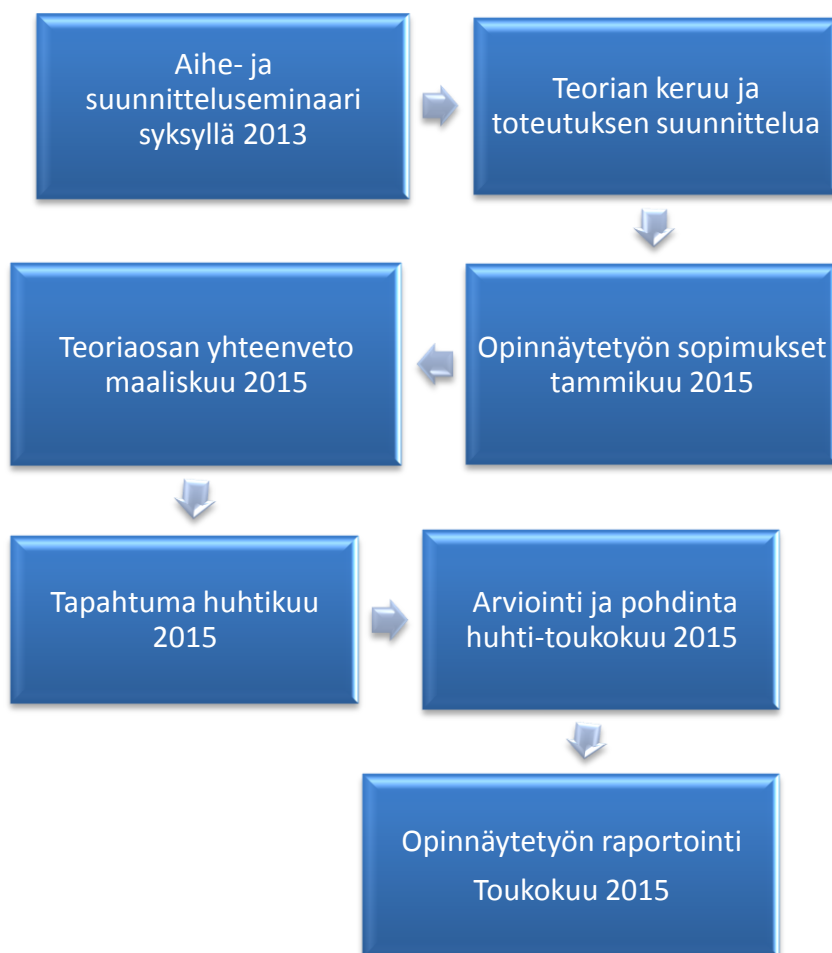 Aihe- ja
suunnitteluseminaari
syksyllä 2013
Teorian keruu ja
toteutuksen suunnittelua
Opinnäytetyön sopimukset
tammikuu 2015
Teoriaosan yhteenveto
maaliskuu 2015
Tapahtuma huhtikuu
2015
Arviointi ja pohdinta
huhti-toukokuu 2015
Opinnäytetyön raportointi
Toukokuu 2015